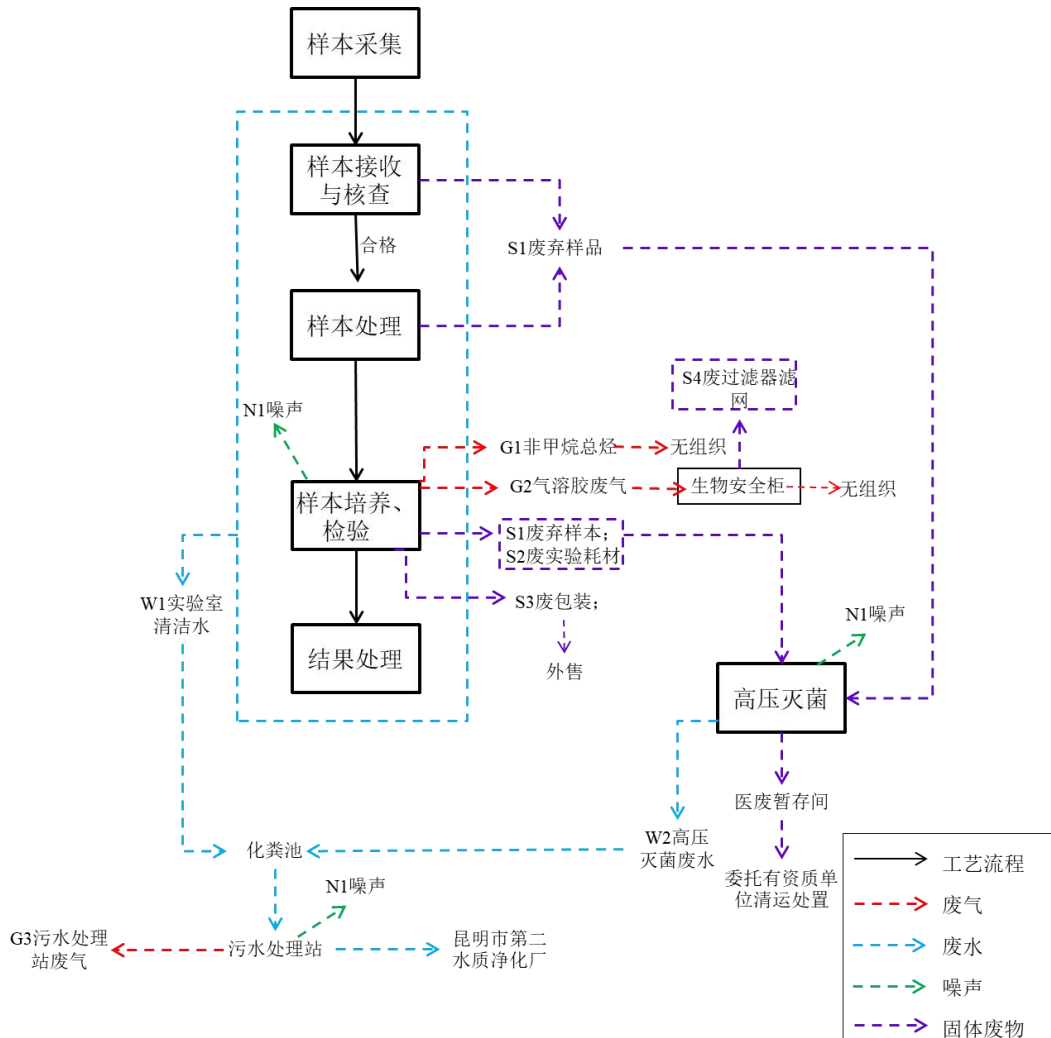 样本采集
样本接收
与核查
合格
S1废弃样品
样本处理
S4废过滤器滤
网
N1噪声
G1非甲烷总烃
无组织
G2气溶胶废气
生物安全柜
无组织
样本培养、
检验
S1废弃样本；
S2废实验耗材
W1实验室
清洁水
S3废包装；
外售
N1噪声
结果处理
高压灭菌
医废暂存间
W2高压
灭菌废水
化粪池
委托有资质单
位清运处置
N1噪声
G3污水处理
站废气
污水处理站
昆明市第二
水质净化厂
工艺流程
废气
废水
噪声
固体废物